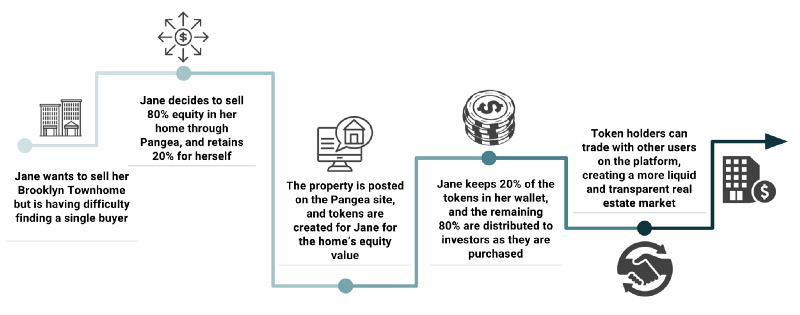 Jane wants to sell her
Brooklyn Townhome
but is having difficulty
finding a single buyer
Jane decides to sell
80% equity in her
home through
Pangea, and retains
20% for herself
The property is posted
on the Pangea site,
and tokens are
created for Jane for
the home's equity
value
Jane keeps 20% of the
tokens in her wallet,
and the remaining
80% are distributed to
investors as they are
purchased
Token holders can
trade with other users
on the platform,
creating a more liquid
and transparent real
estate market